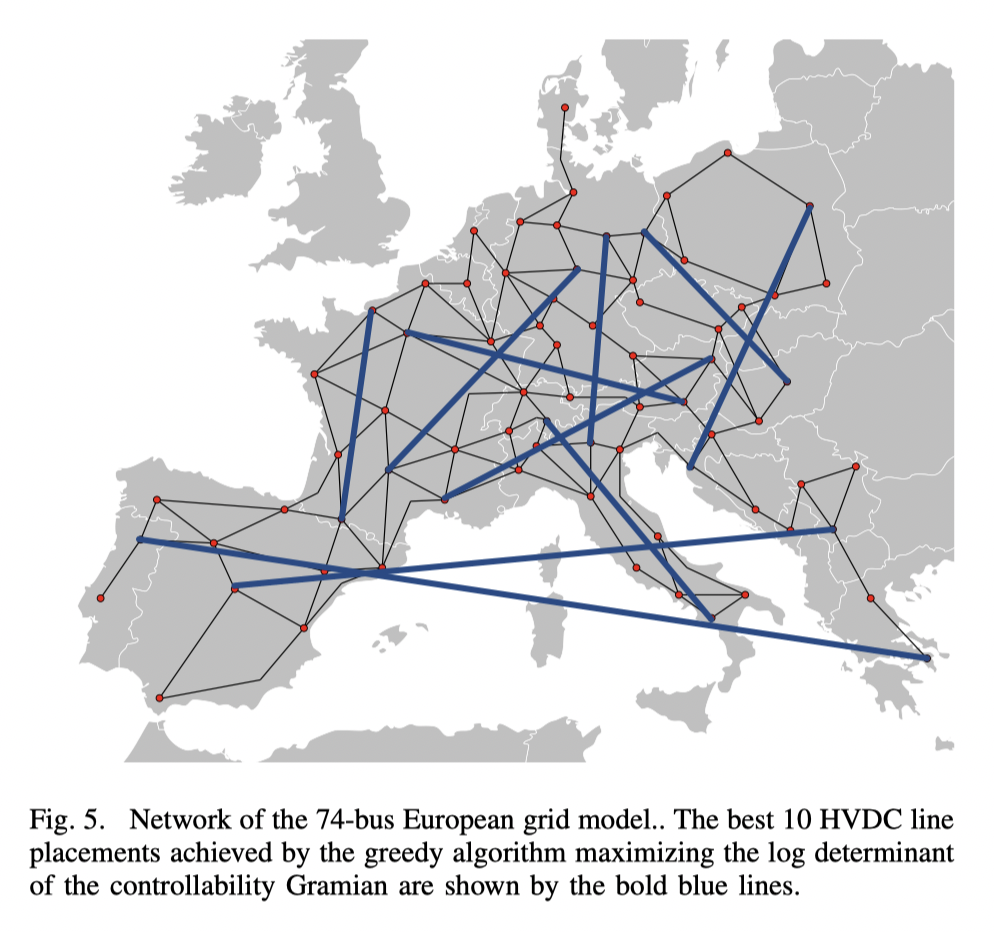 Fig. 5. Network of the 74-bus European grid model.. The best 10 HVDC line
placements achieved by the greedy algorithm maximizing the log determinant
of the controllability Gramian are shown by the bold blue lines.